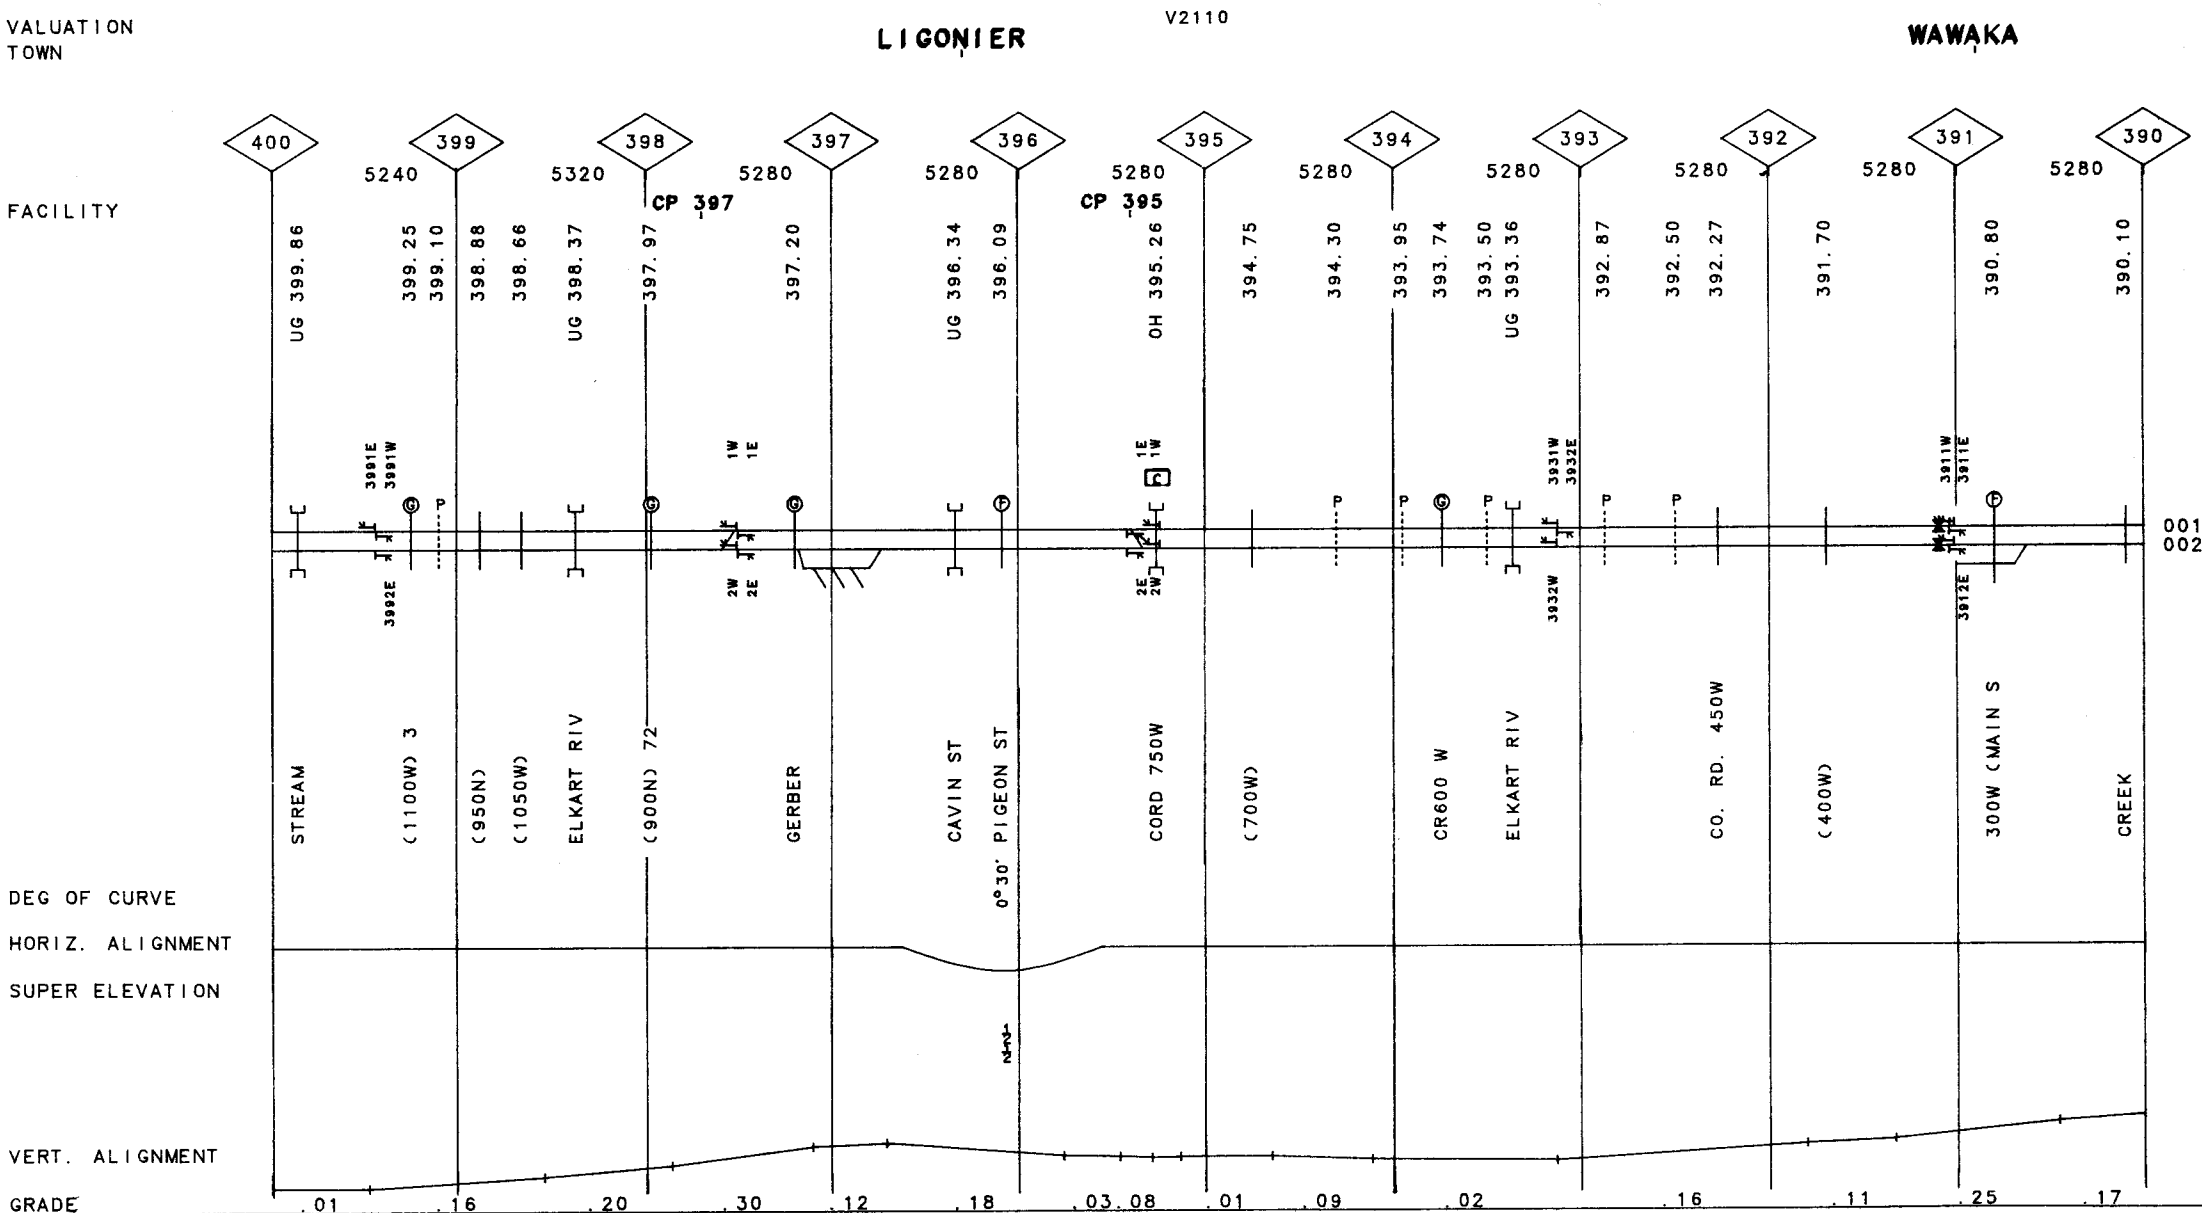 VALUATION V2110
TOWN LIGONIER WAWAKA
400 399 398 397 396 395 394 393 392 391 390
5240 5320 5280 5280 5280 5280 5280 5280 5280 5280
CP 397 CP 395
FACILITY
UG 399.86
399.25
399.10
398.88
398.66
UG 398.37
397.97
397.20
UG 396.34
396.09
OH 395.26
394.75
394.30
393.95
393.74
393.50
UG 393.36
392.87
392.50
392.27
391.70
390.80
390.10
3991E
3991W
1W
1E
1E
1W
3931W
3932E
3911W
3911E
G P G G F C P P G P P P F
001
002
3992E
2W
2E
2E
2W
3932W
3912E
STREAM
(1100W) 3
(950N)
(1050W)
ELKART RIV
(900N) 72
GERBER
CAVIN ST
0°30' PIGEON ST
CORD 750W
(700W)
CR600 W
ELKART RIV
CO. RD. 450W
(400W)
300W (MAIN S
CREEK
DEG OF CURVE
HORIZ. ALIGNMENT
SUPER ELEVATION
VERT. ALIGNMENT
GRADE .01 .16 .20 .30 .12 .18 .03 .08 .01 .09 .02 .16 .11 .25 .17